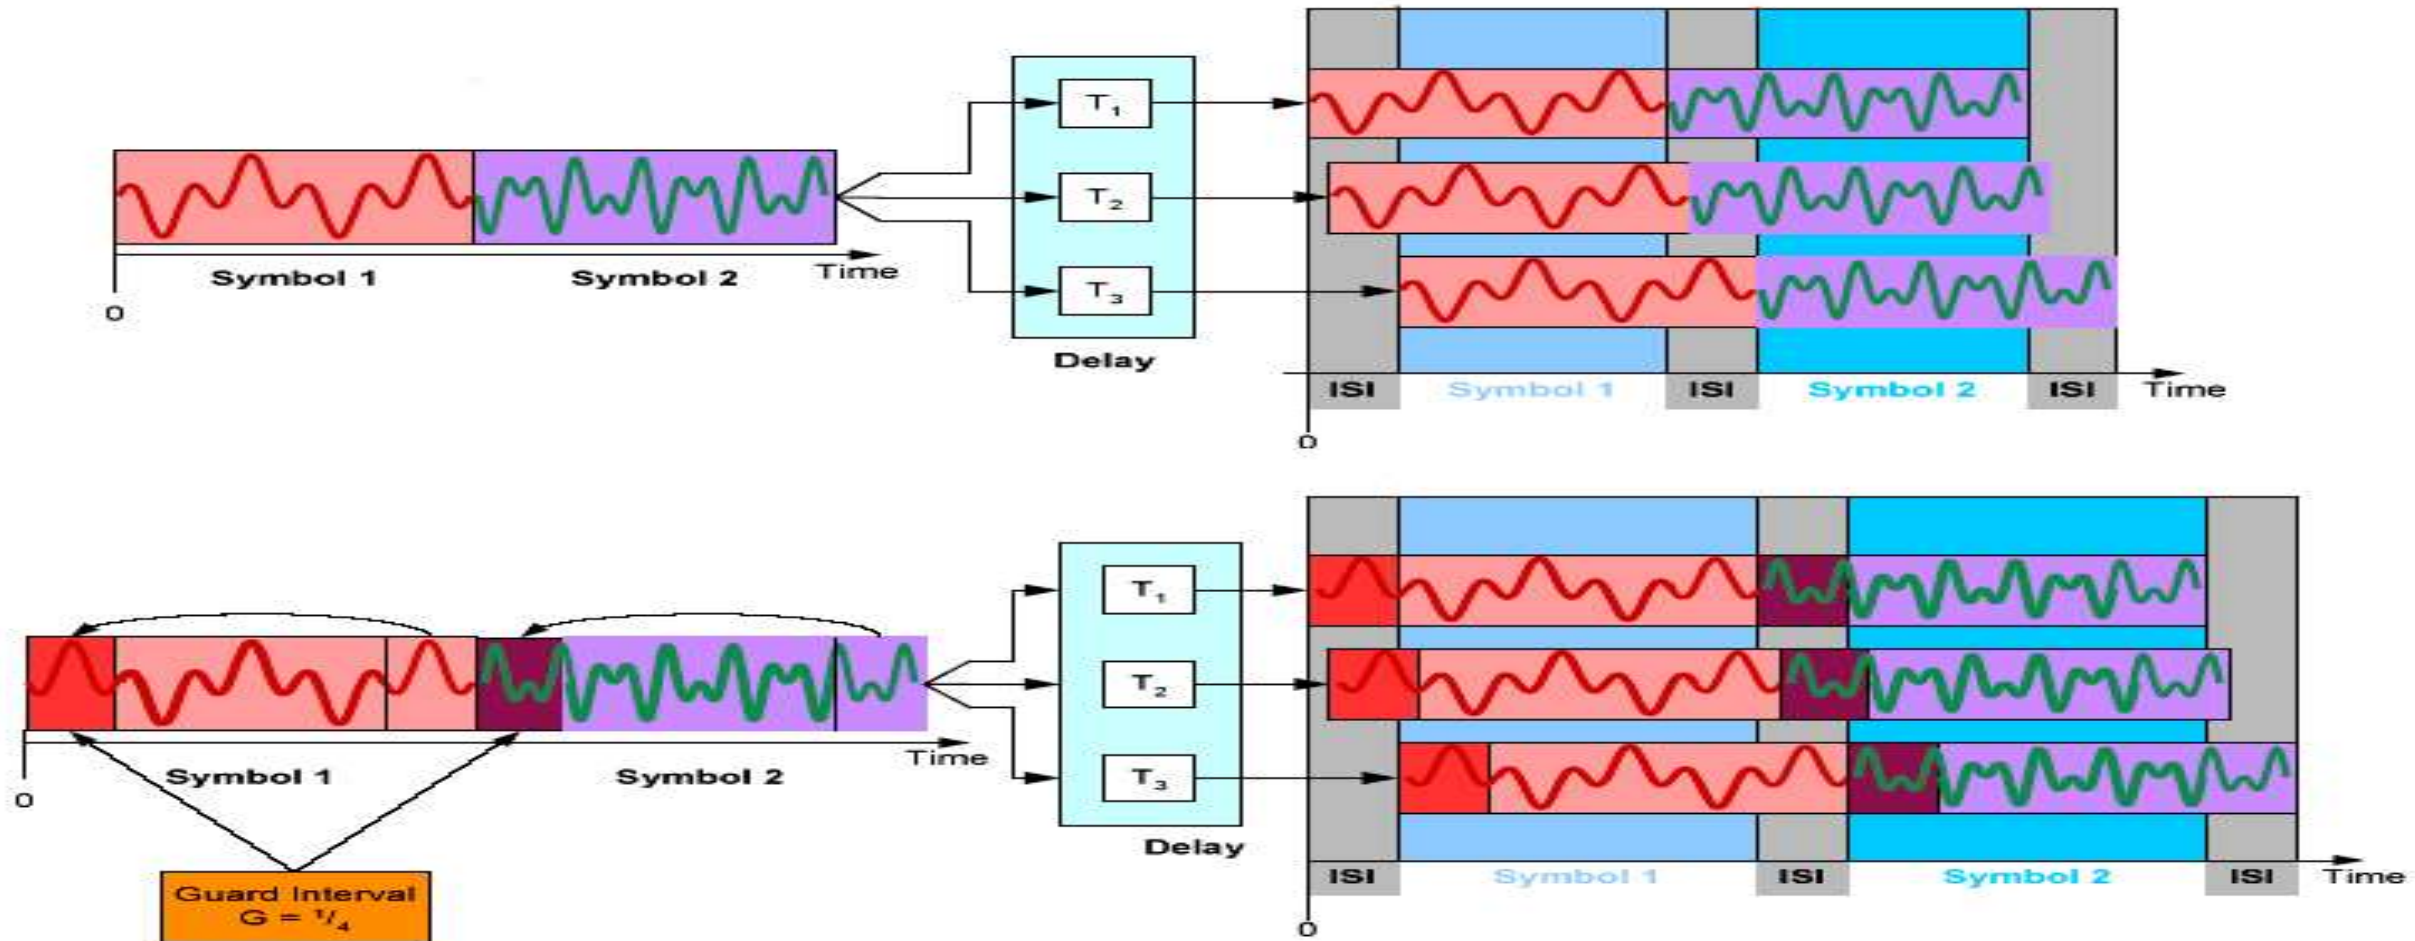 T1
T2
T3
Symbol 1
Symbol 2
Time
0
Delay
ISI
Symbol 1
ISI
Symbol 2
ISI
Time
0
T1
T2
T3
Symbol 1
Symbol 2
Time
0
Delay
Guard Interval
G = 1/4
ISI
Symbol 1
ISI
Symbol 2
ISI
Time
0